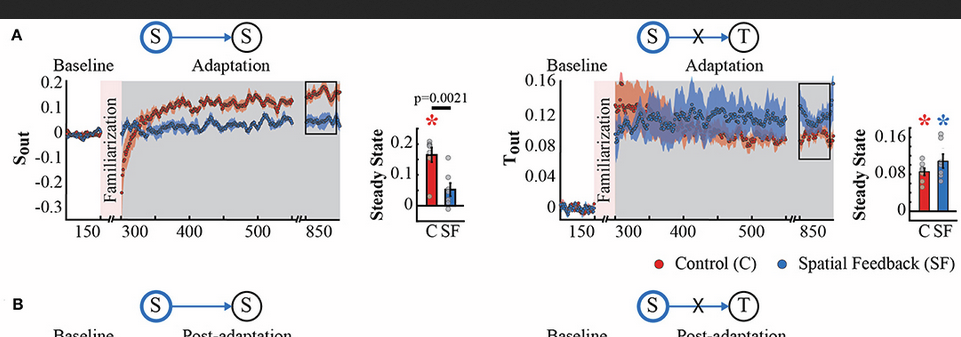 A
S S
Baseline Adaptation
0.2
0.1
0
-0.1
-0.2
-0.3
Sout
Familiarization
150 300 400 500 850
p=0.0021
*
Steady State
0.2
0.1
0
C SF
S X T
Baseline Adaptation
0.16
0.12
0.08
0.04
0
Tout
Familiarization
150 300 400 500 850
* *
Steady State
0.16
0.08
0
C SF
Control (C) Spatial Feedback (SF)
B
S S
Baseline Post-adaptation
S X T
Baseline Post-adaptation